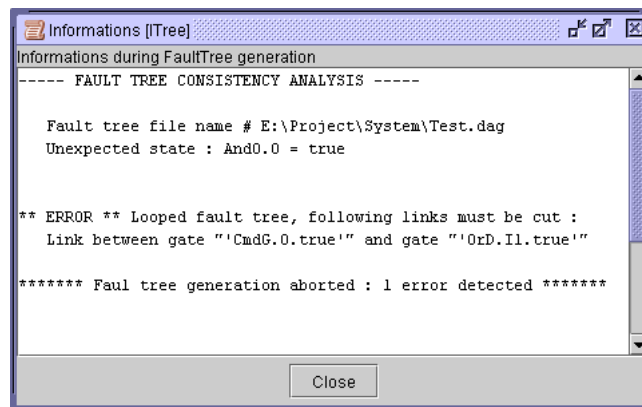 Informations [ITree]
Informations during FaultTree generation
----- FAULT TREE CONSISTENCY ANALYSIS -----
Fault tree file name # E:\Project\System\Test.dag
Unexpected state : And0.0 = true
** ERROR ** Looped fault tree, following links must be cut :
Link between gate "'CmdG.0.true'" and gate "'OrD.I1.true'"
******* Faul tree generation aborted : 1 error detected *******
Close